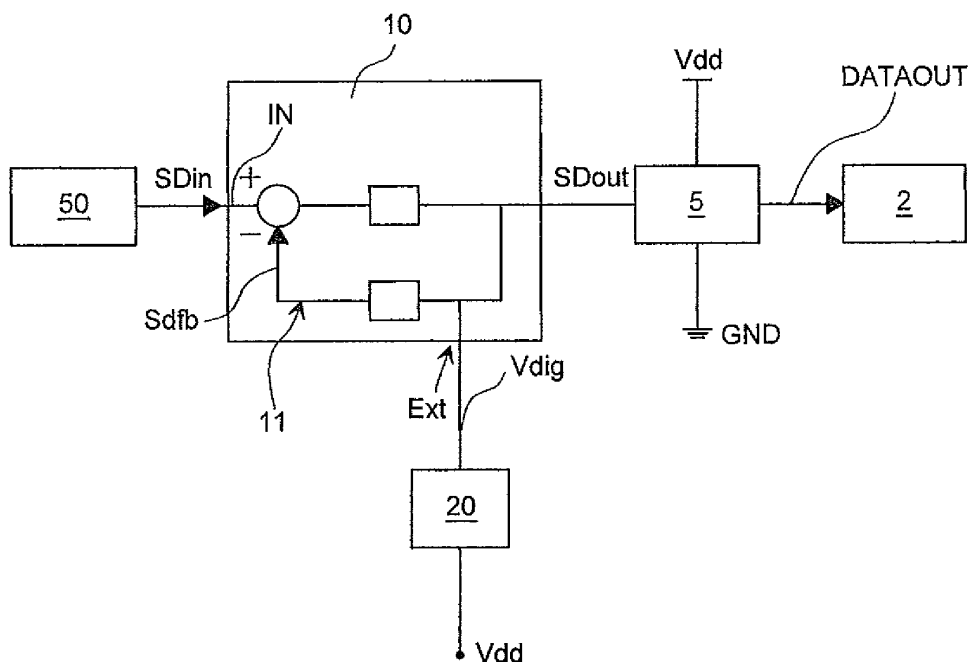 10
Vdd
DATAOUT
IN
SDin
+
SDout
50
5
2
−
Sdfb
GND
11
Ext
Vdig
20
Vdd